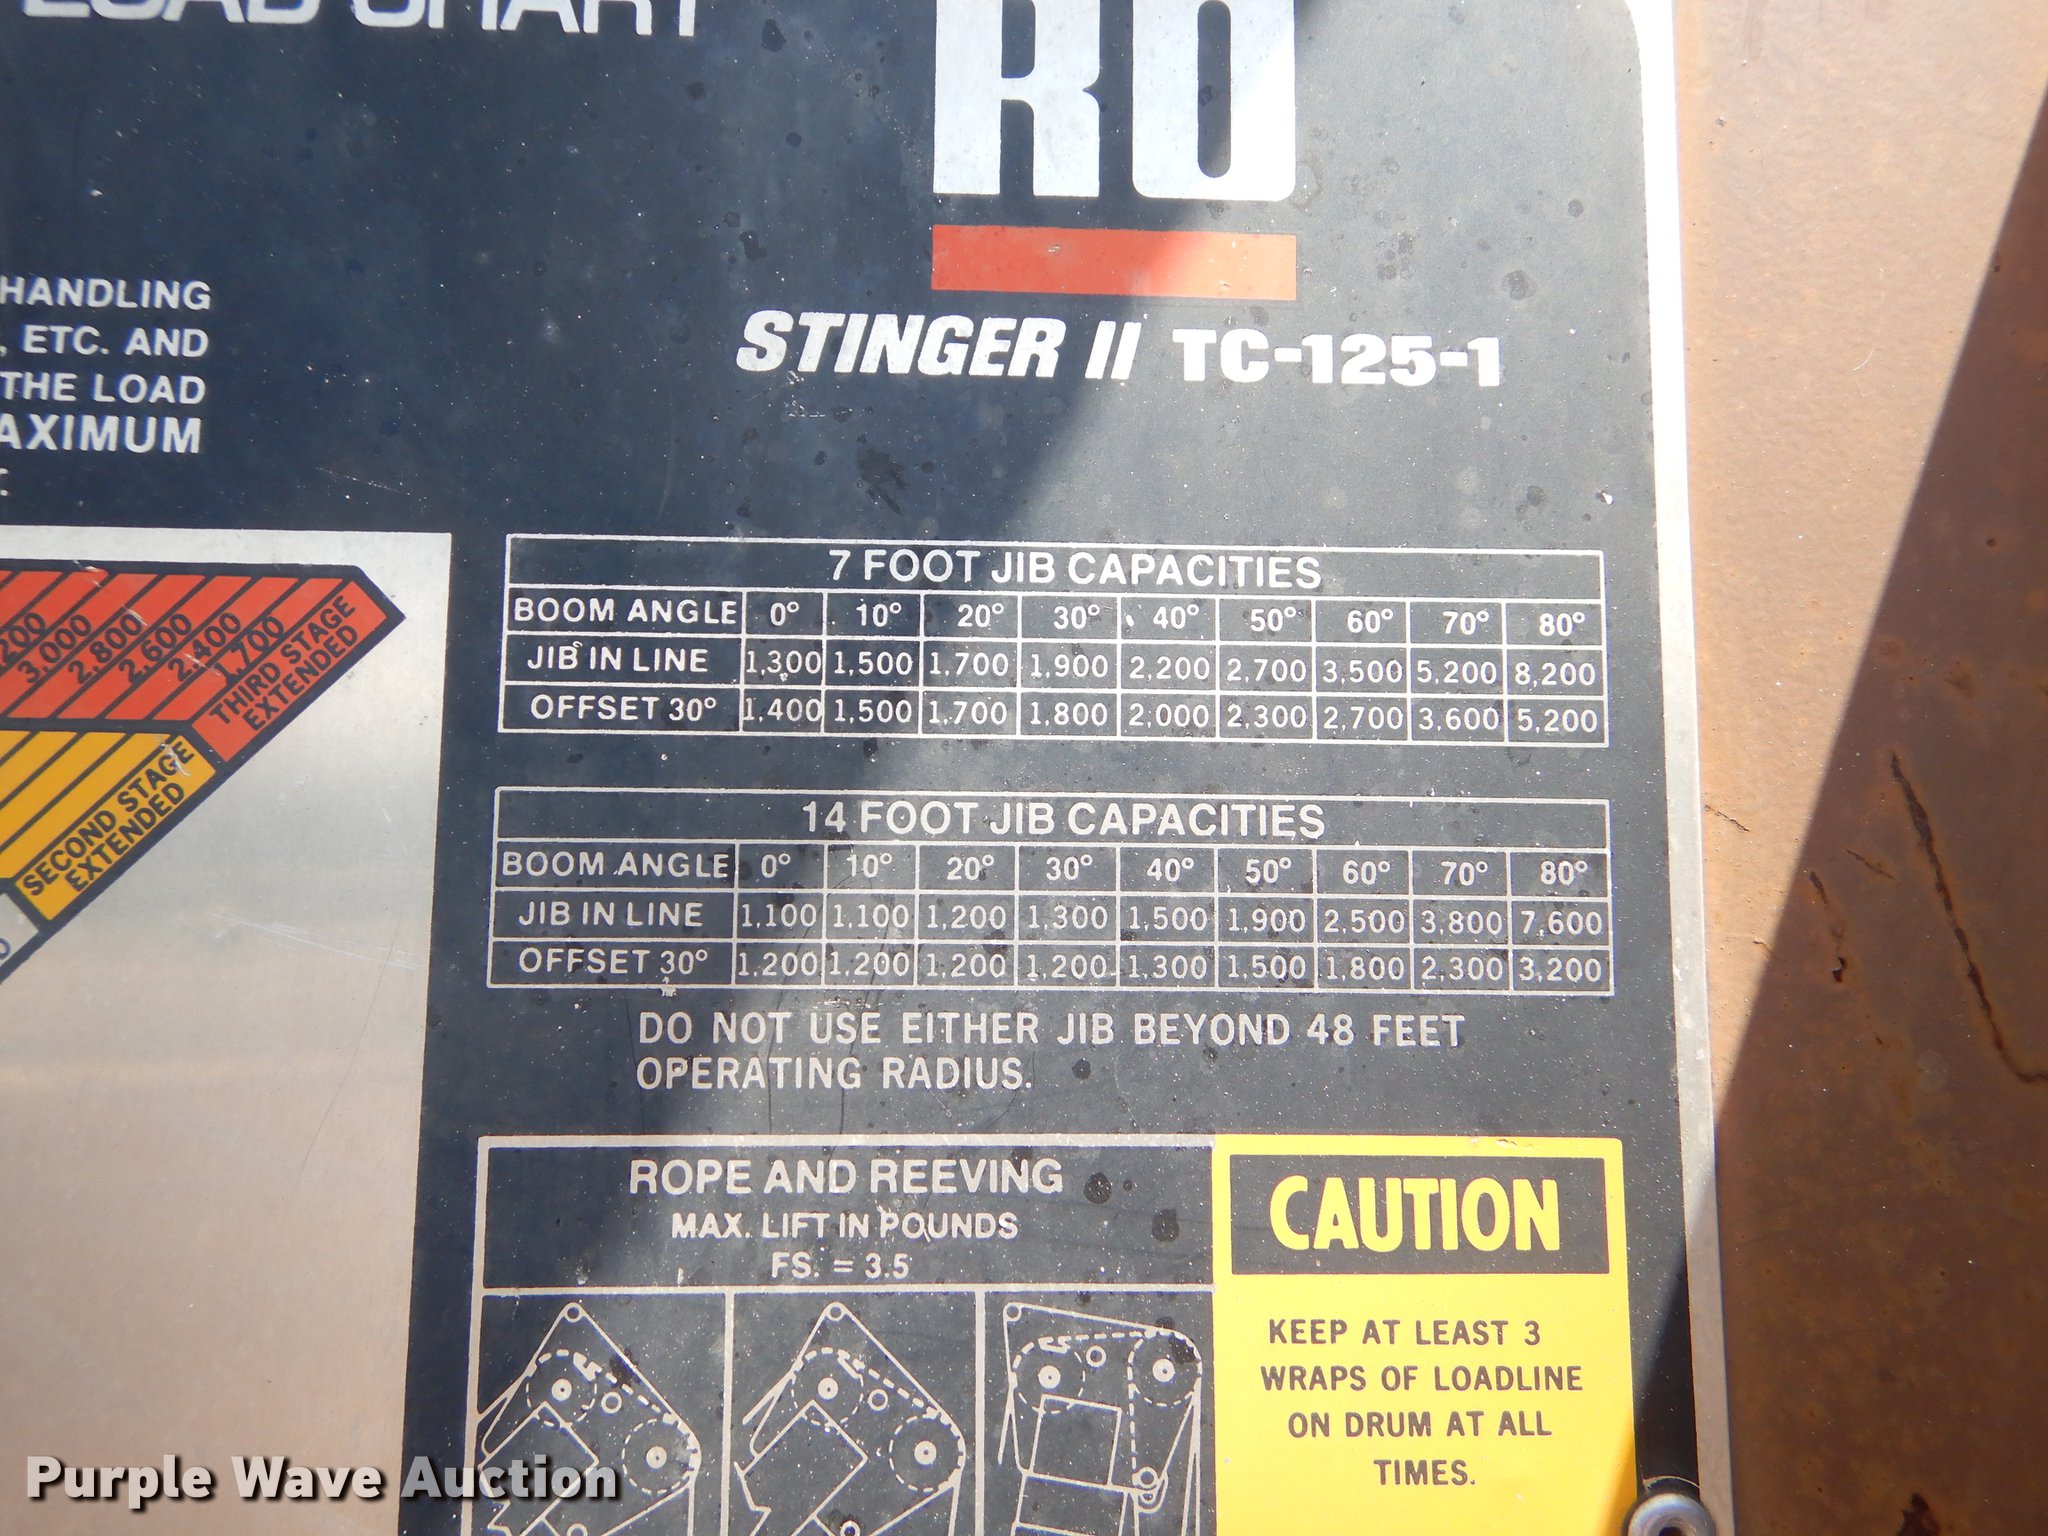 LOAD CHART
RO
STINGER II TC-125-1
HANDLING
, ETC. AND
THE LOAD
AXIMUM
200
3,000
2,800
2,600
2,400
1,700
THIRD STAGE
EXTENDED
SECOND STAGE
EXTENDED
7 FOOT JIB CAPACITIES
BOOM ANGLE 0° 10° 20° 30° 40° 50° 60° 70° 80°
JIB IN LINE 1,300 1,500 1,700 1,900 2,200 2,700 3,500 5,200 8,200
OFFSET 30° 1,400 1,500 1,700 1,800 2,000 2,300 2,700 3,600 5,200
14 FOOT JIB CAPACITIES
BOOM ANGLE 0° 10° 20° 30° 40° 50° 60° 70° 80°
JIB IN LINE 1,100 1,100 1,200 1,300 1,500 1,900 2,500 3,800 7,600
OFFSET 30° 1,200 1,200 1,200 1,200 1,300 1,500 1,800 2,300 3,200
DO NOT USE EITHER JIB BEYOND 48 FEET
OPERATING RADIUS.
ROPE AND REEVING
MAX. LIFT IN POUNDS
FS. = 3.5
CAUTION
KEEP AT LEAST 3
WRAPS OF LOADLINE
ON DRUM AT ALL
TIMES.
Purple Wave Auction